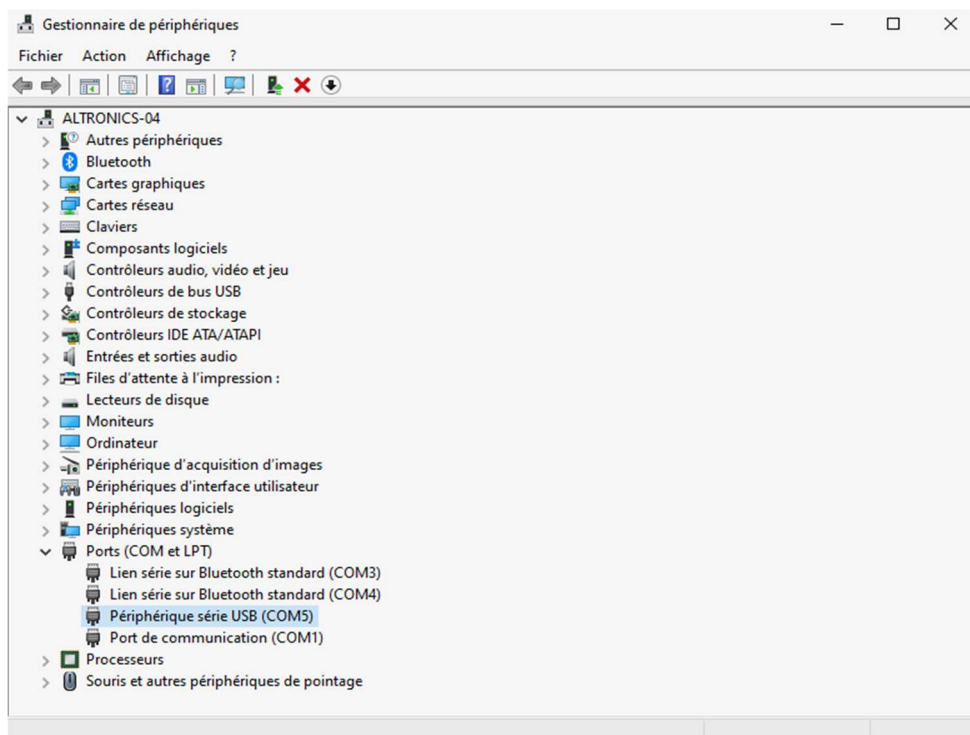 Gestionnaire de périphériques
Fichier Action Affichage ?
ALTRONICS-04
Autres périphériques
Bluetooth
Cartes graphiques
Cartes réseau
Claviers
Composants logiciels
Contrôleurs audio, vidéo et jeu
Contrôleurs de bus USB
Contrôleurs de stockage
Contrôleurs IDE ATA/ATAPI
Entrées et sorties audio
Files d'attente à l'impression :
Lecteurs de disque
Moniteurs
Ordinateur
Périphérique d'acquisition d'images
Périphériques d'interface utilisateur
Périphériques logiciels
Périphériques système
Ports (COM et LPT)
Lien série sur Bluetooth standard (COM3)
Lien série sur Bluetooth standard (COM4)
Périphérique série USB (COM5)
Port de communication (COM1)
Processeurs
Souris et autres périphériques de pointage